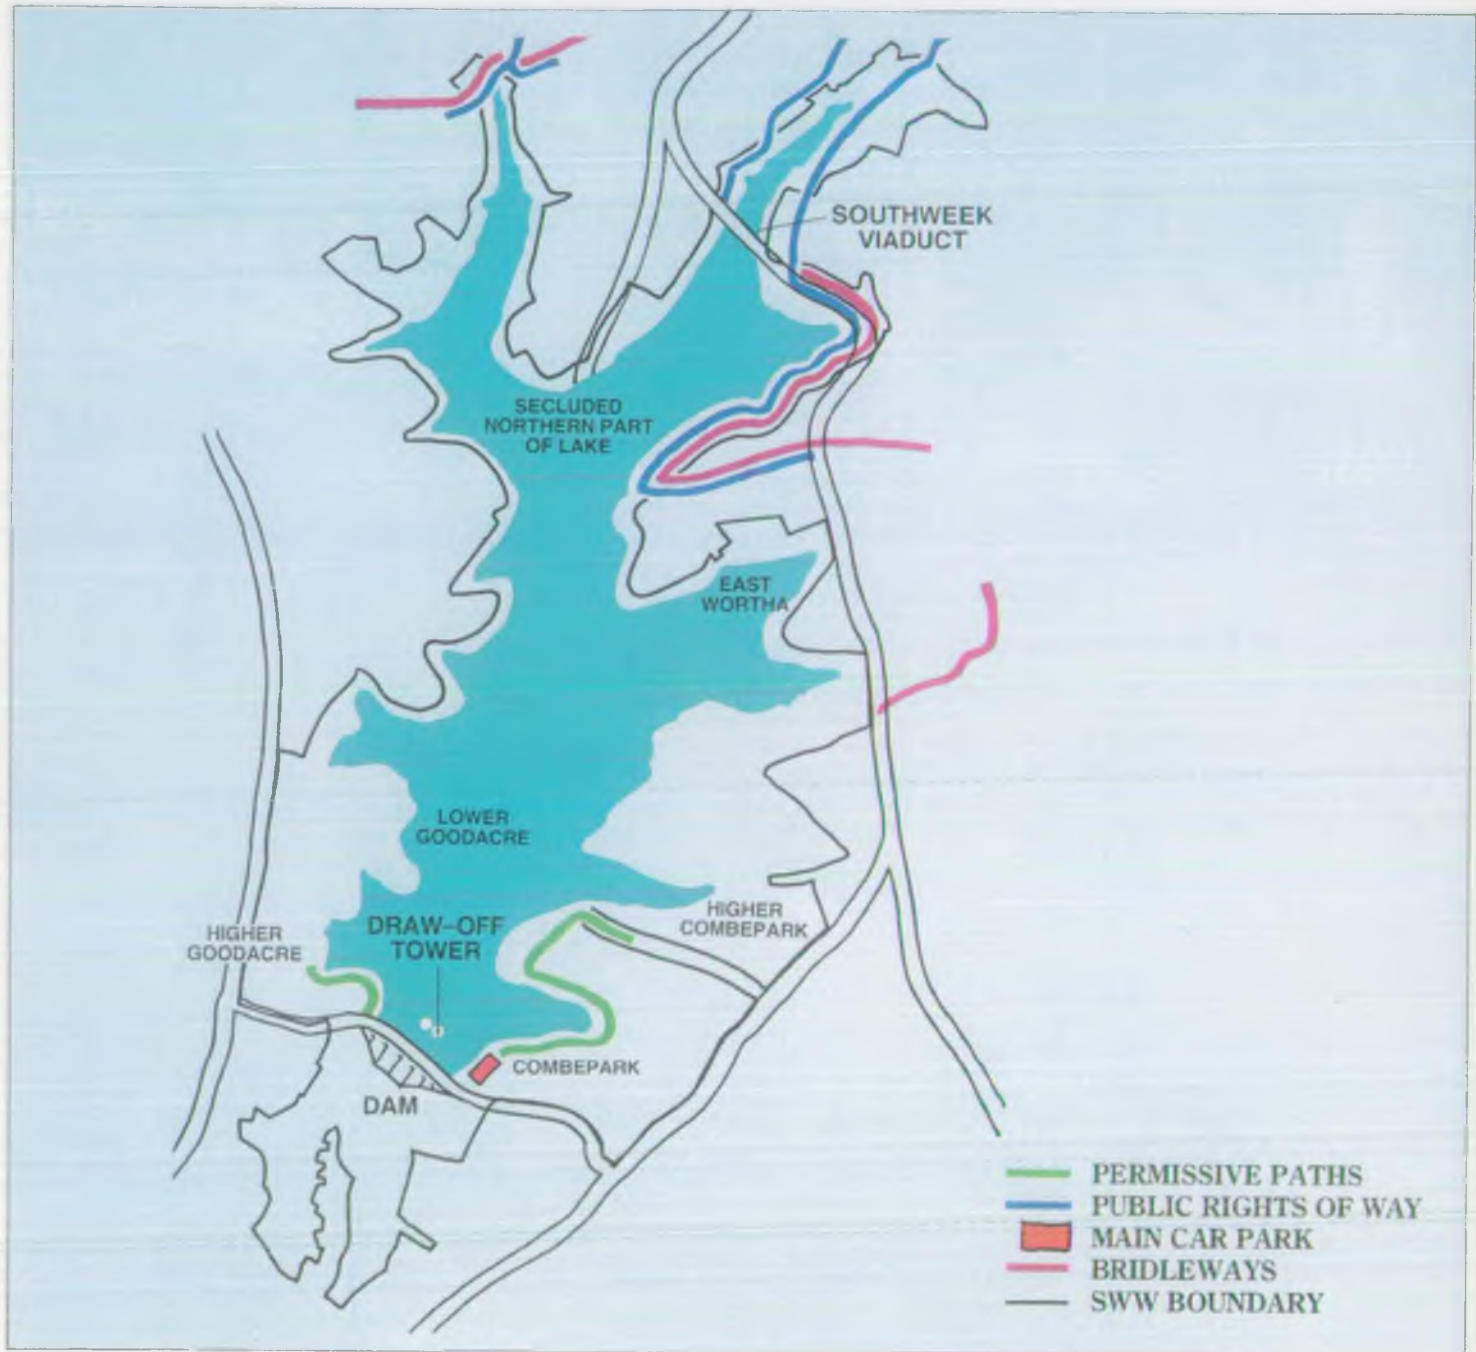 SOUTHWEEK
VIADUCT
SECLUDED
NORTHERN PART
OF LAKE
EAST
WORTHA
LOWER
GOODACRE
HIGHER
GOODACRE
DRAW-OFF
TOWER
HIGHER
COMBEPARK
COMBEPARK
DAM
PERMISSIVE PATHS
PUBLIC RIGHTS OF WAY
MAIN CAR PARK
BRIDLEWAYS
SWW BOUNDARY